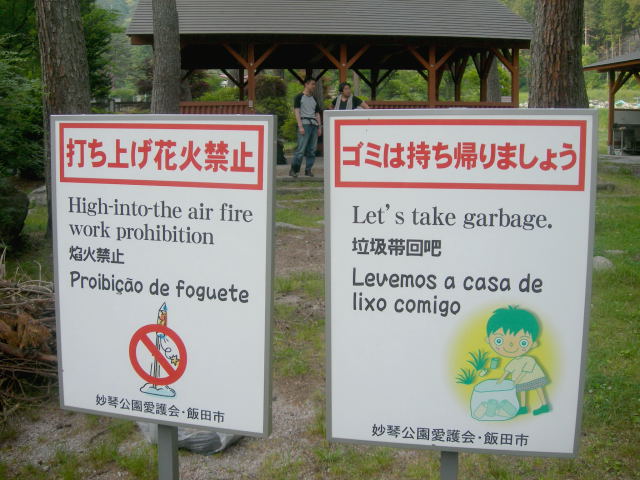 打ち上げ花火禁止
High-into-the air fire
work prohibition
焔火禁止
Proibição de foguete
妙琴公園愛護会・飯田市
ゴミは持ち帰りましょう
Let's take garbage.
垃圾帯回吧
Levemos a casa de
lixo comigo
妙琴公園愛護会・飯田市